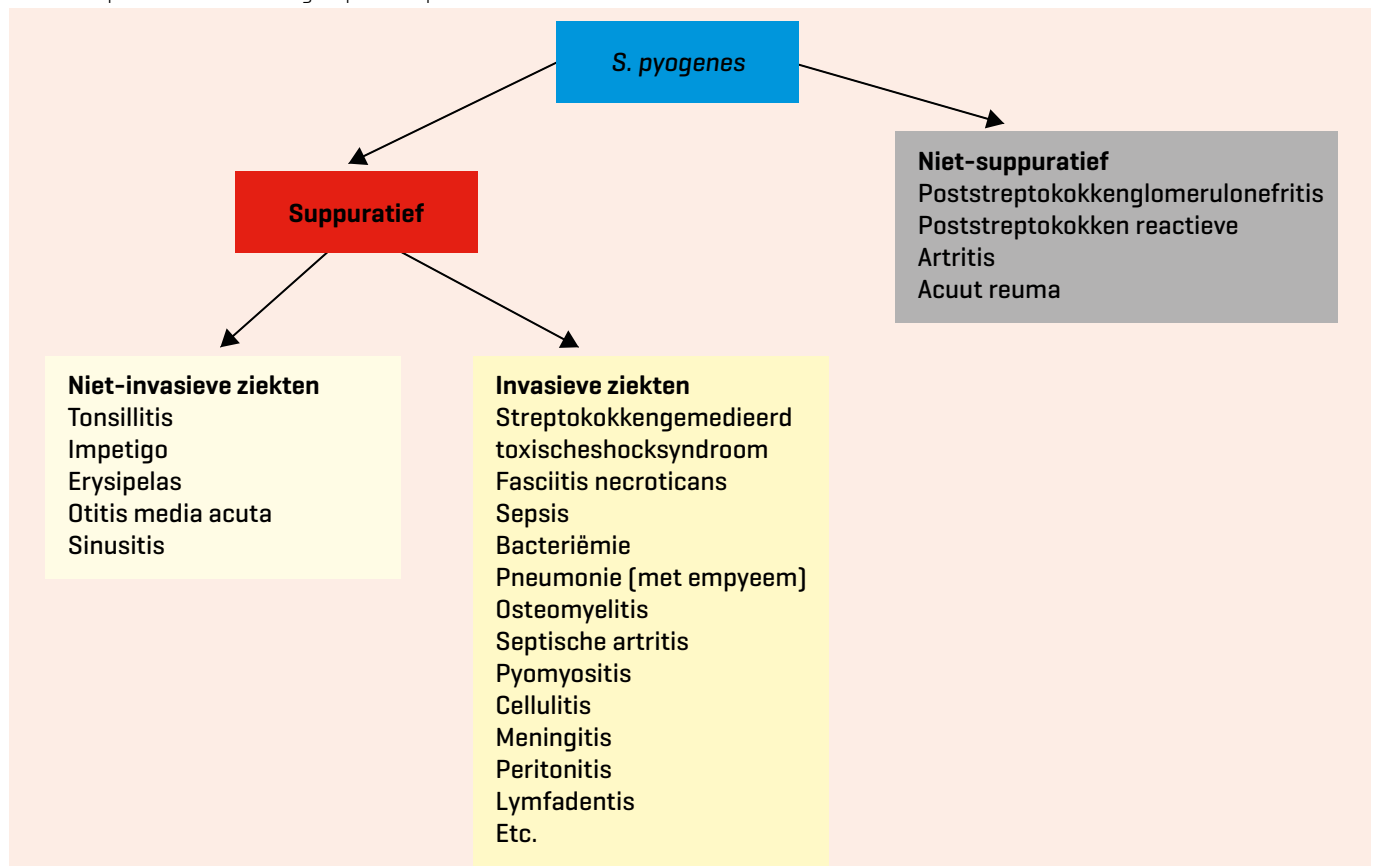 S. pyogenes
Suppuratief
Niet-suppuratief
Poststreptokokkenglomerulonefritis
Poststreptokokken reactieve
Artritis
Acuut reuma
Niet-invasieve ziekten
Tonsillitis
Impetigo
Erysipelas
Otitis media acuta
Sinusitis
Invasieve ziekten
Streptokokkengemedieerd
toxischeshocksyndroom
Fasciitis necroticans
Sepsis
Bacteriëmie
Pneumonie (met empyeem)
Osteomyelitis
Septische artritis
Pyomyositis
Cellulitis
Meningitis
Peritonitis
Lymfadentis
Etc.